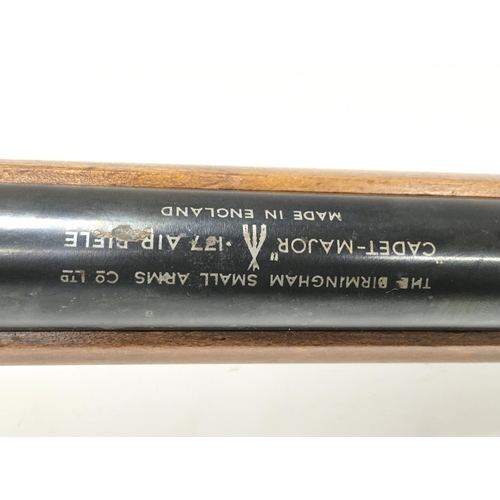 THE BIRMINGHAM SMALL ARMS CO LTD
"CADET-MAJOR" .177 AIR RIFLE
MADE IN ENGLAND